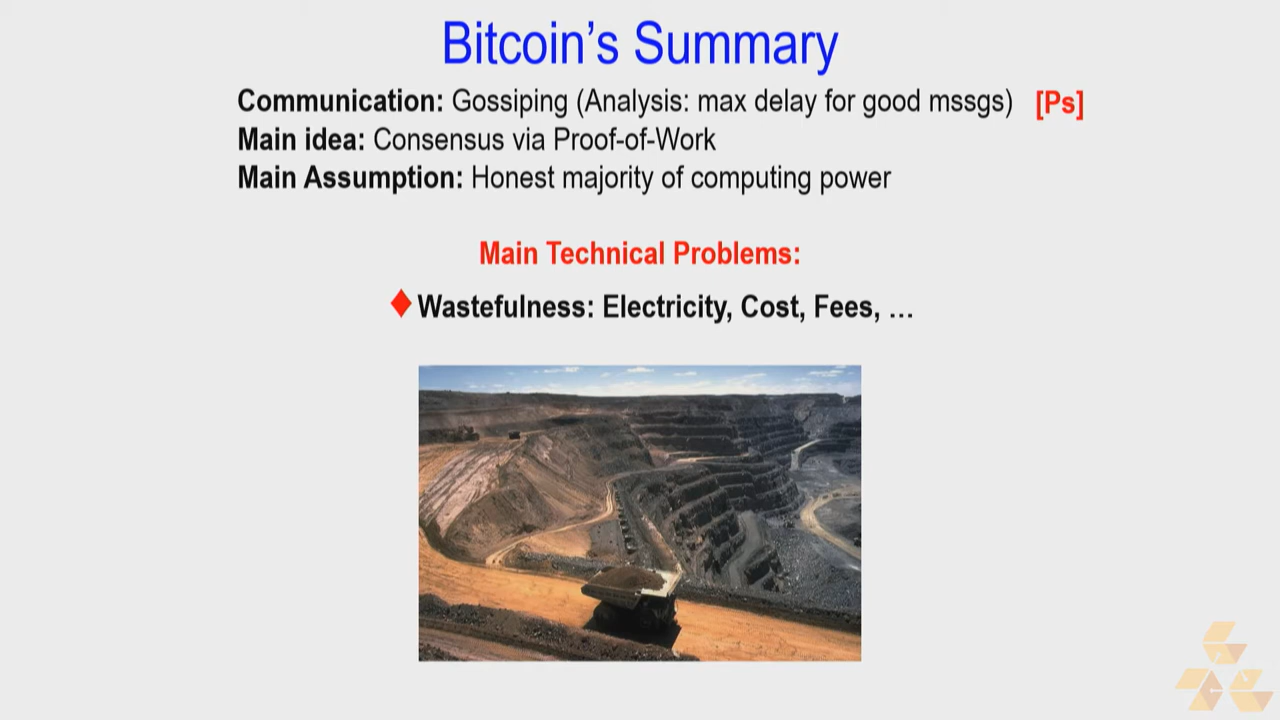 Bitcoin's Summary
Communication: Gossiping (Analysis: max delay for good mssgs) [Ps]
Main idea: Consensus via Proof-of-Work
Main Assumption: Honest majority of computing power
Main Technical Problems:
♦Wastefulness: Electricity, Cost, Fees, …